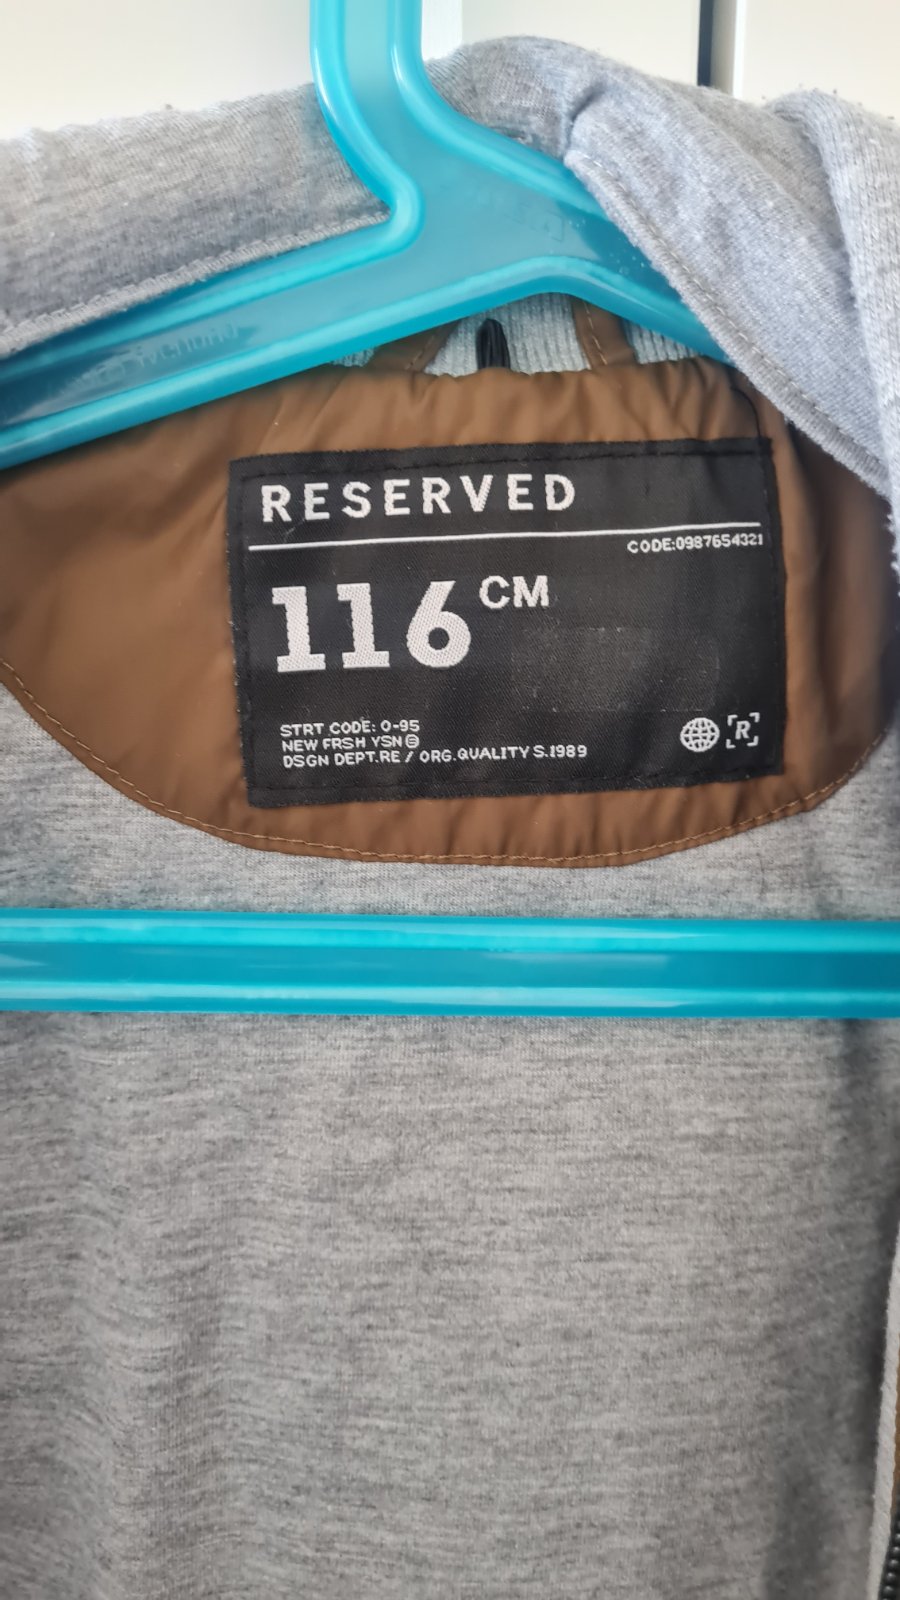 RESERVED
CODE:0987654321
116 CM
STRT CODE: 0-95
NEW FRSH YSN
DSGN DEPT.RE / ORG.QUALITY S.1989
R